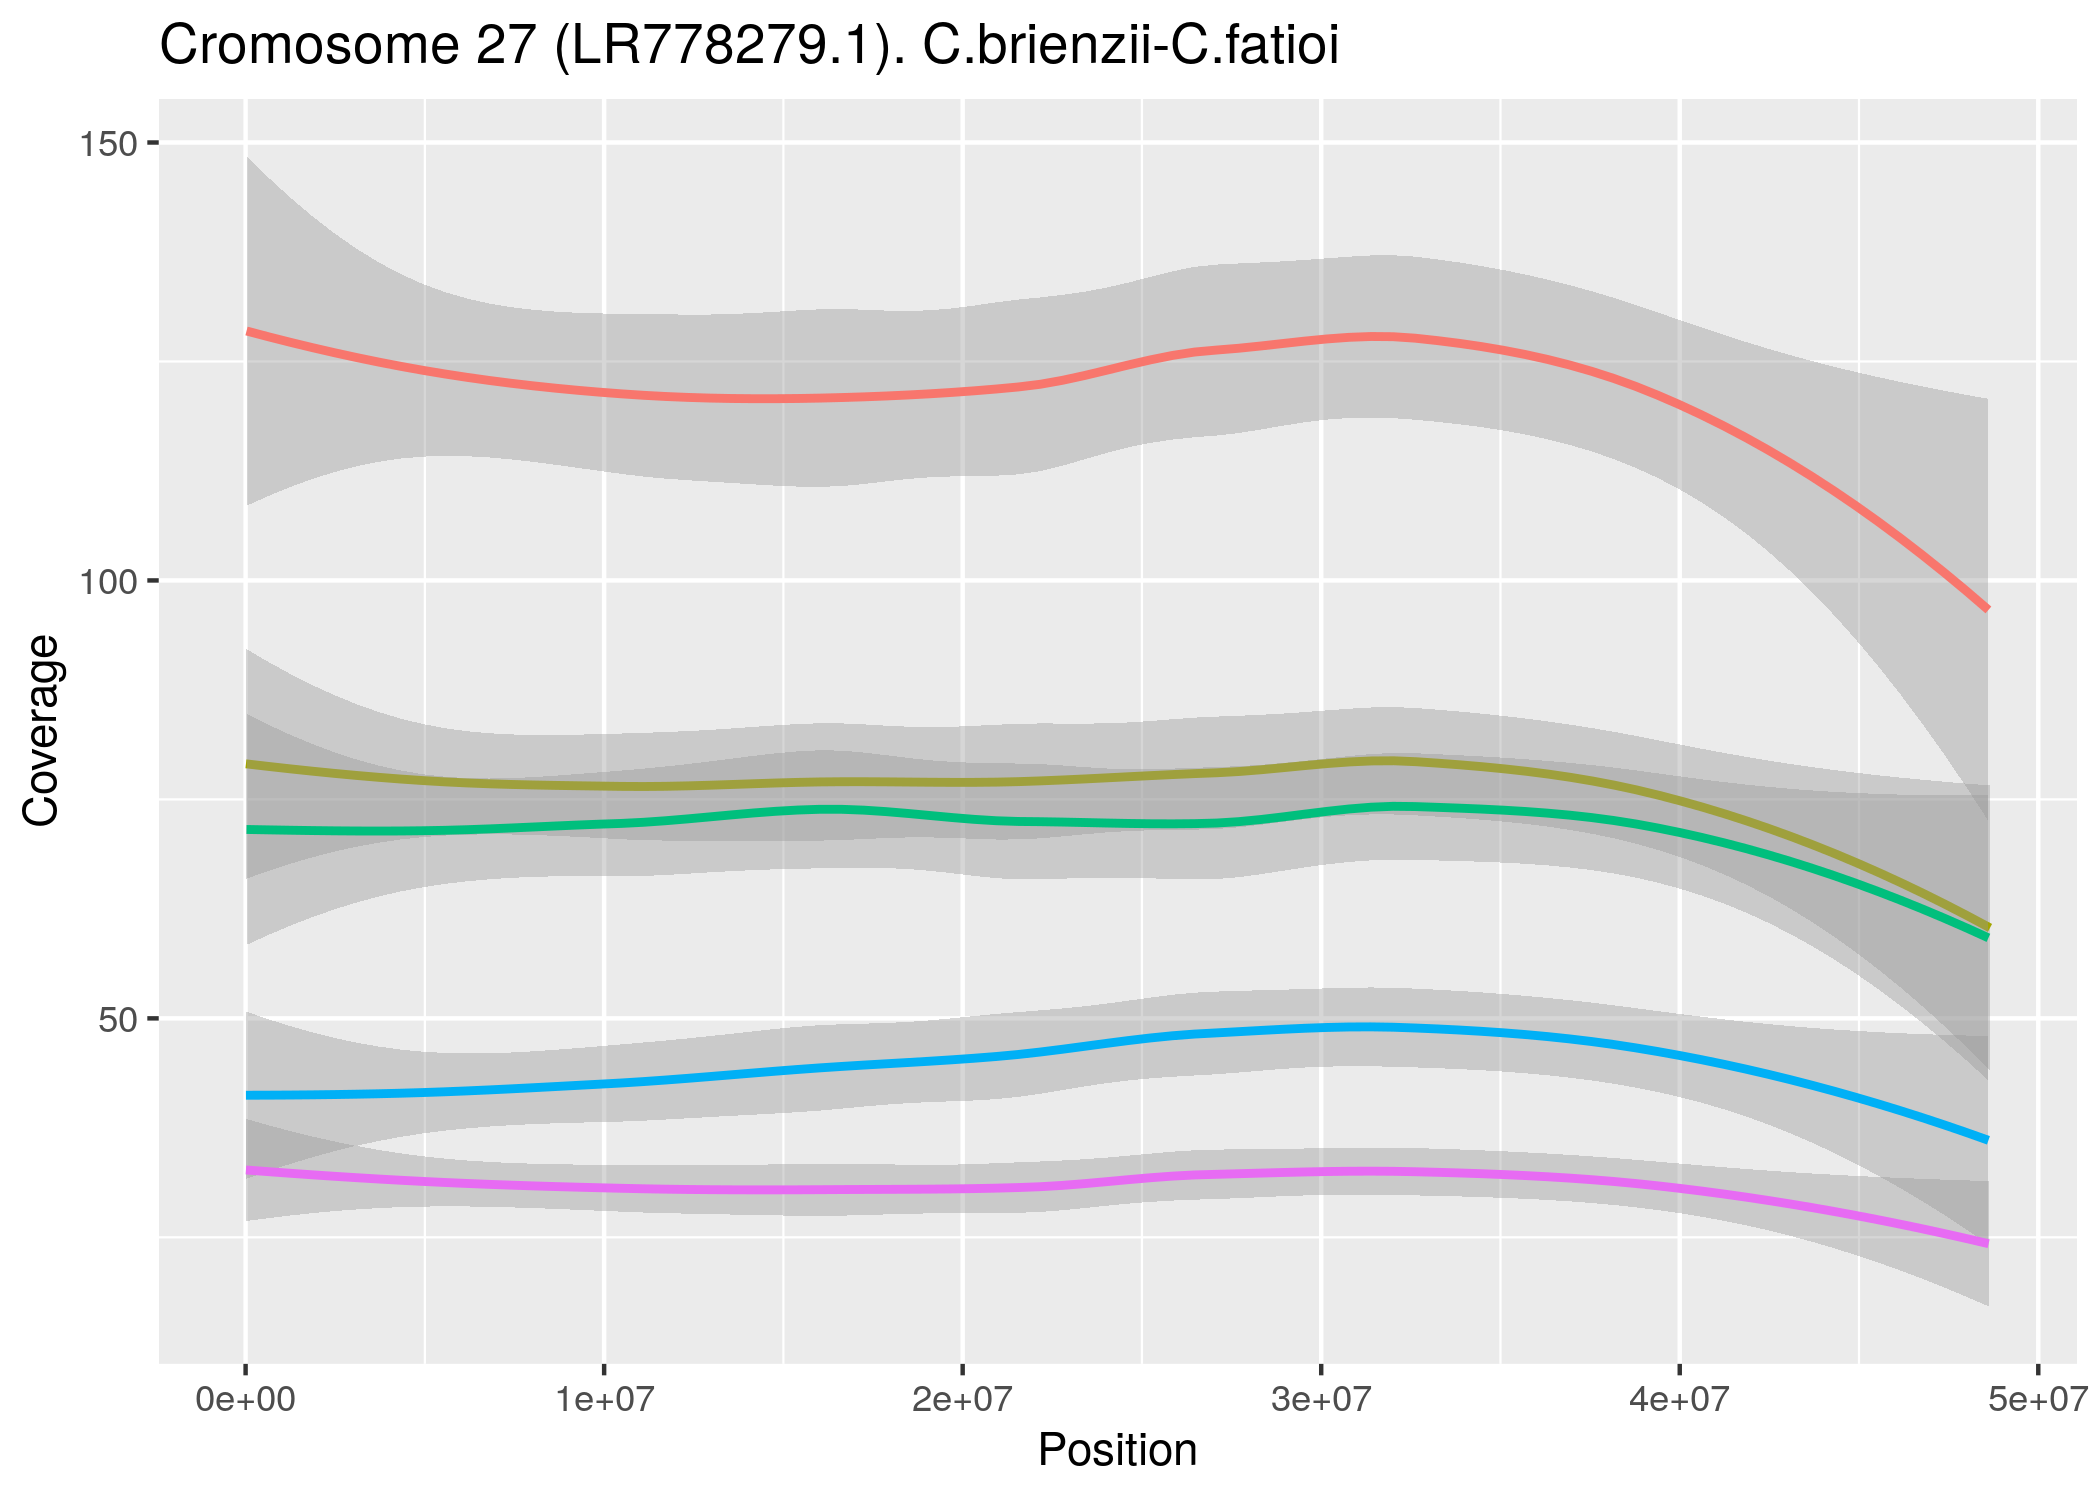 Cromosome 27 (LR778279.1). C.brienzii-C.fatioi
150
100
50
Coverage
0e+00 1e+07 2e+07 3e+07 4e+07 5e+07
Position